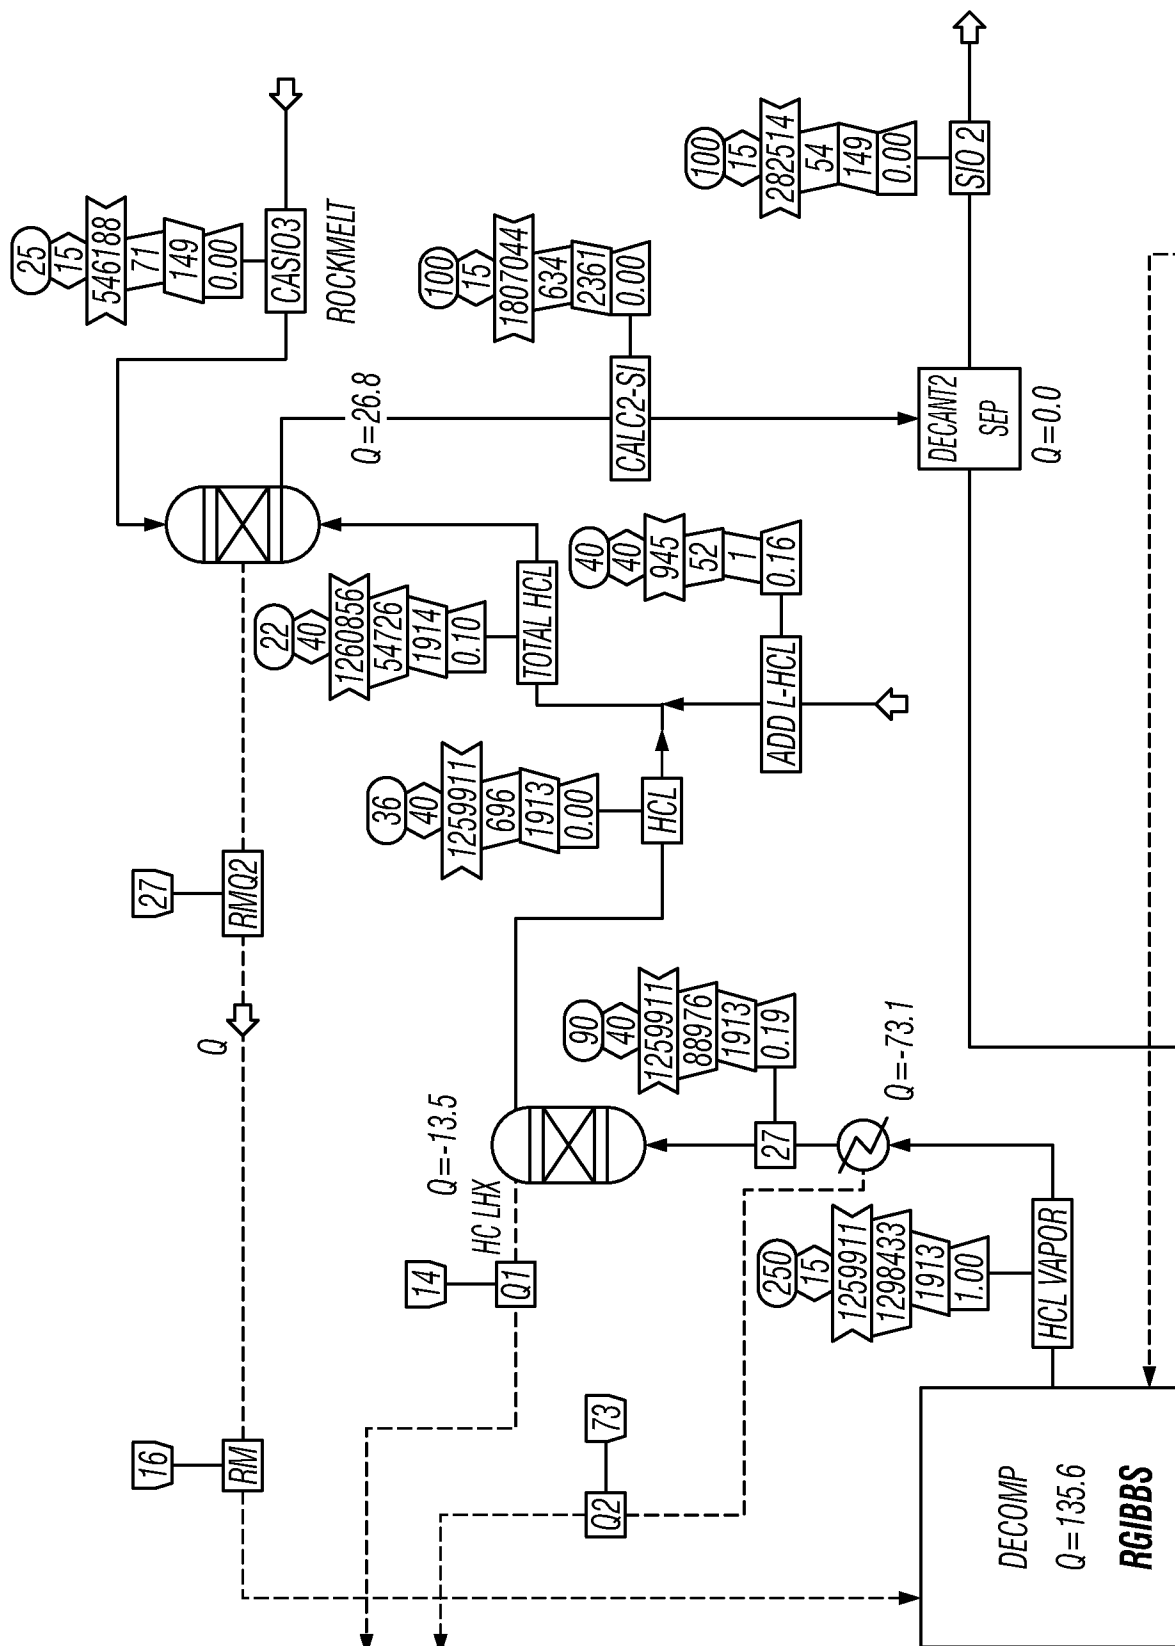 25
15
546188
71
149
0.00
CASIO3
ROCKMELT
100
15
282514
54
149
0.00
SIO 2
100
15
1807044
634
2361
0.00
CALC2-SI
Q=26.8
DECANT2
SEP
Q=0.0
22
40
1260856
54726
1914
0.10
TOTAL HCL
40
40
945
52
1
0.16
ADD L-HCL
36
40
1259911
696
1913
0.00
HCL
27
RMQ2
Q
90
40
1259911
88976
1913
0.19
27
Q=-73.1
Q=-13.5
HC LHX
14
Q1
250
15
1259911
1298433
1913
1.00
HCL VAPOR
16
RM
73
Q2
DECOMP
Q=135.6
RGIBBS